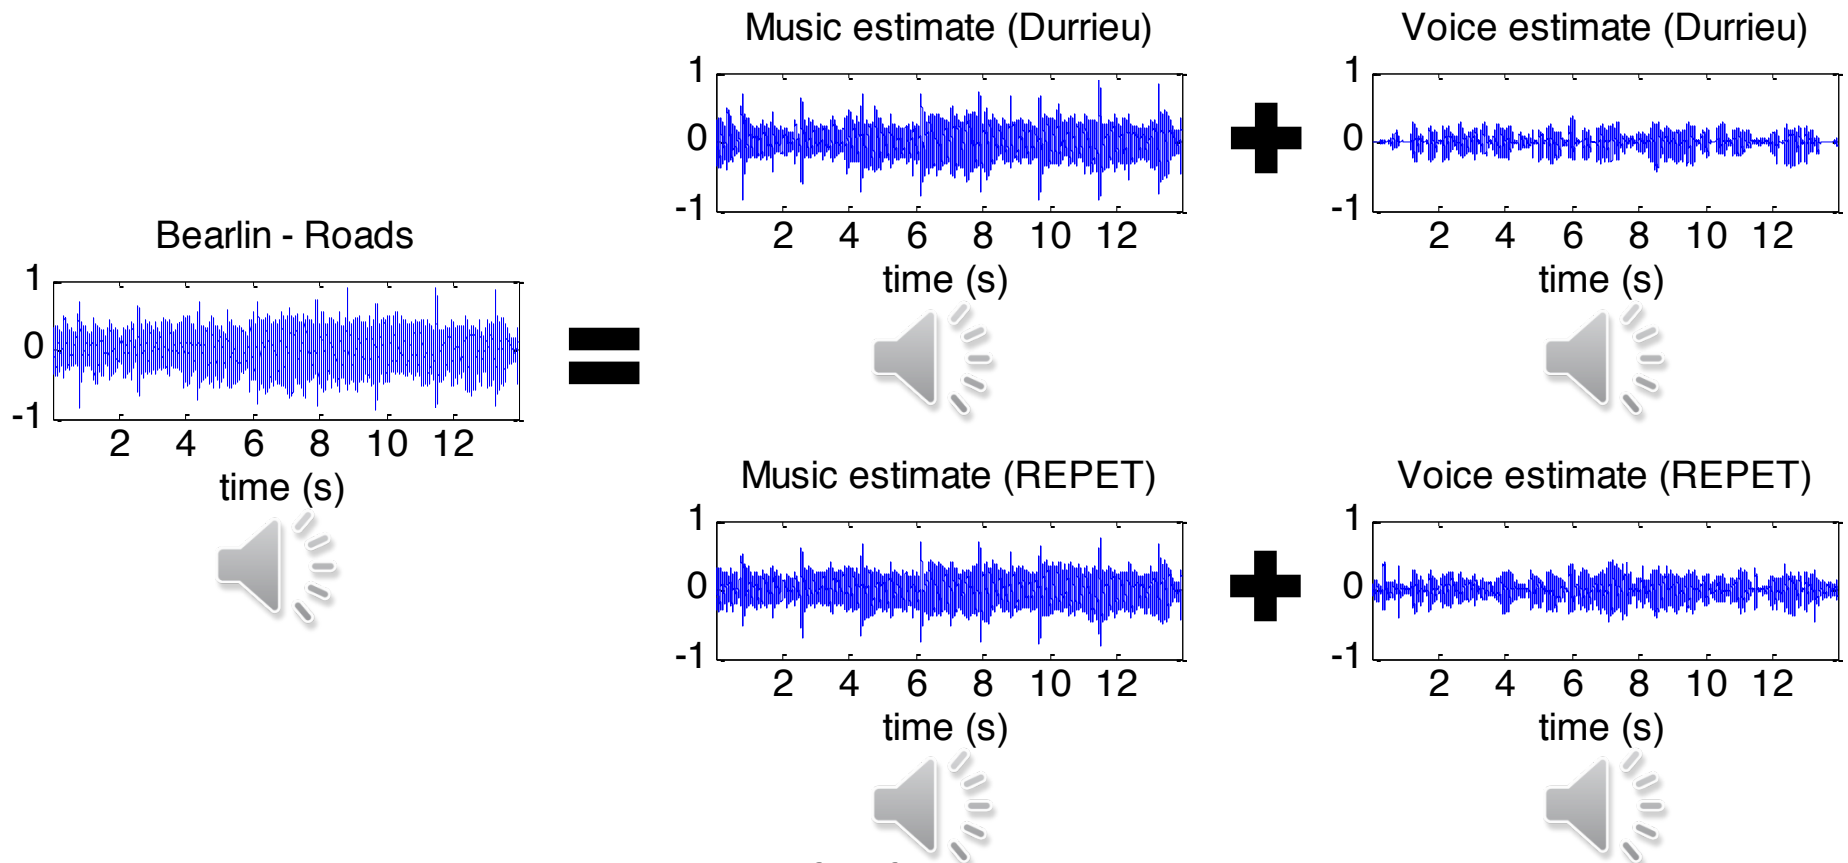 Music estimate (Durrieu)
1
0
-1
2 4 6 8 10 12
time (s)
Voice estimate (Durrieu)
1
0
-1
2 4 6 8 10 12
time (s)
Bearlin - Roads
1
0
-1
2 4 6 8 10 12
time (s)
Music estimate (REPET)
1
0
-1
2 4 6 8 10 12
time (s)
Voice estimate (REPET)
1
0
-1
2 4 6 8 10 12
time (s)